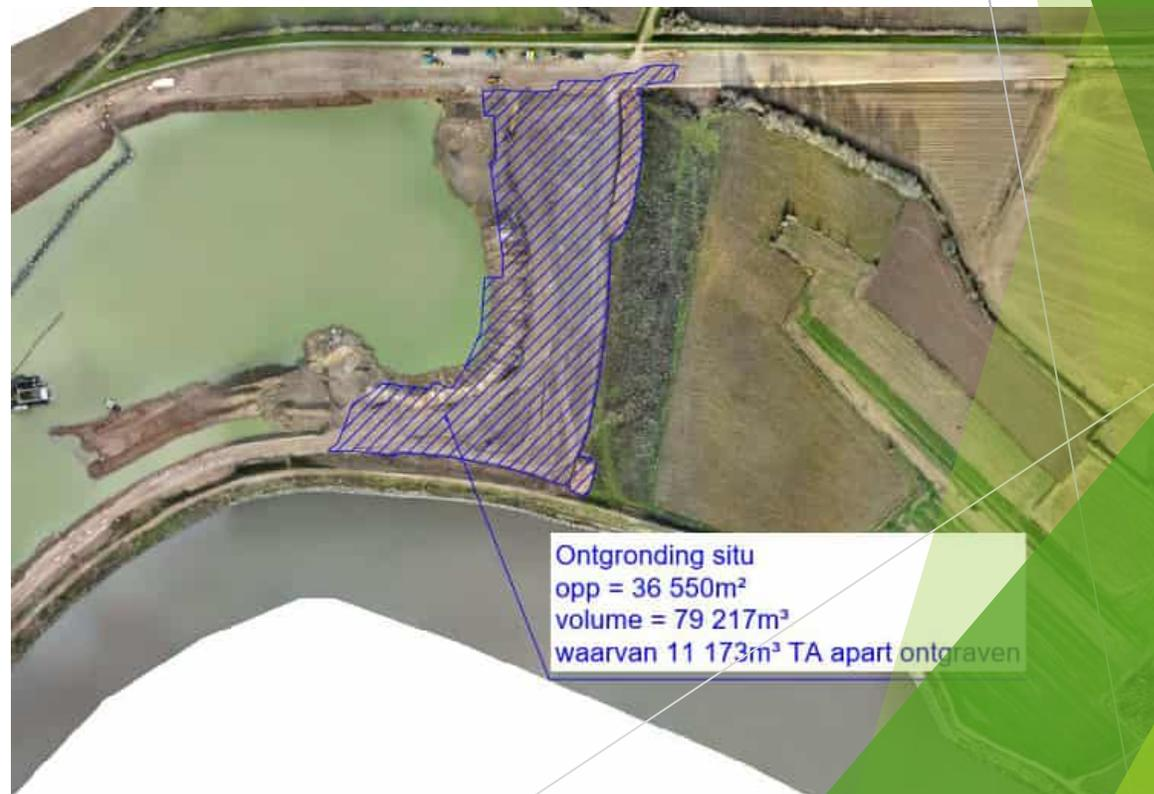 Ontgronding situ
opp = 36 550m²
volume = 79 217m³
waarvan 11 173m³ TA apart ontgraven